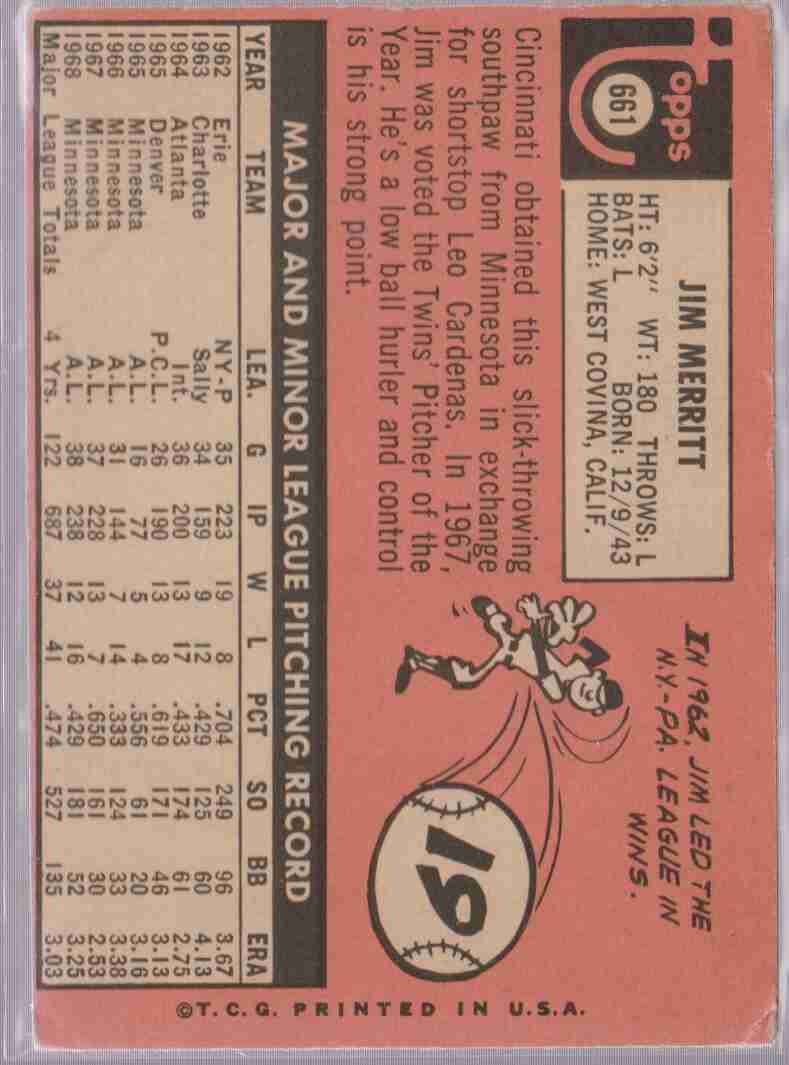 Topps
661
JIM MERRITT
HT: 6'2" WT: 180 THROWS: L
BATS: L BORN: 12/9/43
HOME: WEST COVINA, CALIF.
Cincinnati obtained this slick-throwing
southpaw from Minnesota in exchange
for shortstop Leo Cardenas. In 1967,
Jim was voted the Twins' Pitcher of the
Year. He's a low ball hurler and control
is his strong point.
IN 1962, JIM LED THE
N.Y.-PA. LEAGUE IN
WINS.
19
MAJOR AND MINOR LEAGUE PITCHING RECORD
YEAR TEAM LEA. G IP W L PCT SO BB ERA
1962 Erie NY-P 35 223 19 8 .704 249 96 3.67
1963 Charlotte Sally 34 159 9 12 .429 125 60 4.13
1964 Atlanta Int. 36 200 13 17 .433 174 61 2.75
1965 Denver P.C.L. 26 190 13 8 .619 171 46 3.13
1965 Minnesota A.L. 16 77 5 4 .556 61 20 3.16
1966 Minnesota A.L. 31 144 7 14 .333 124 33 3.38
1967 Minnesota A.L. 37 228 13 7 .650 161 30 2.53
1968 Minnesota A.L. 38 238 12 16 .429 181 52 3.25
Major League Totals 4 Yrs. 122 687 37 41 .474 527 135 3.03
©T.C.G. PRINTED IN U.S.A.